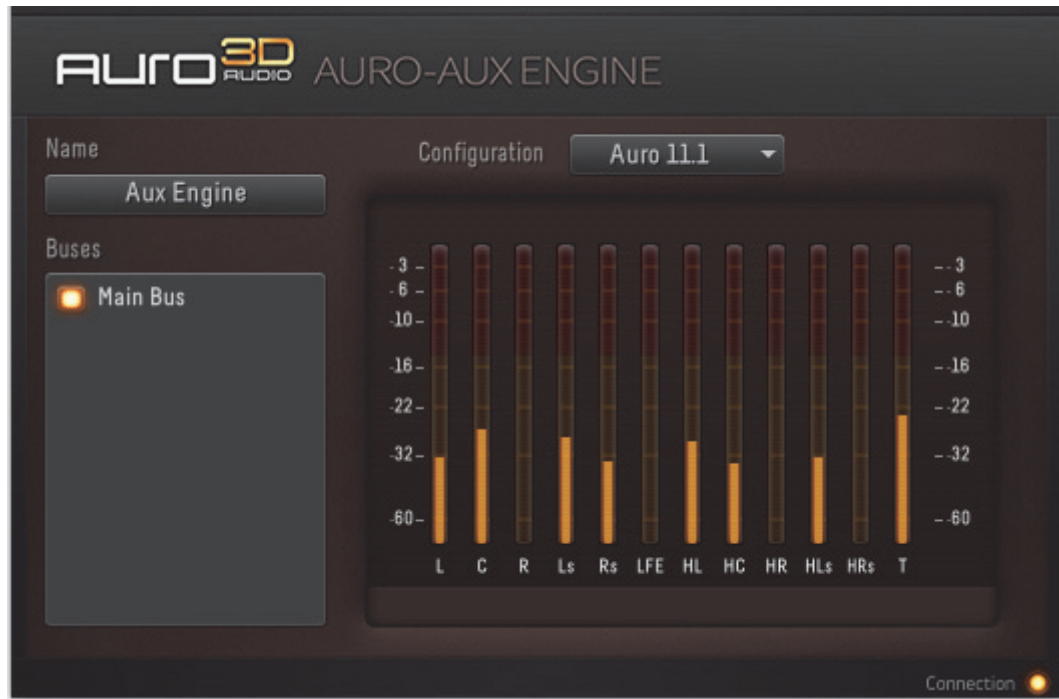 AURO 3D AUDIO AURO-AUX ENGINE
Name
Configuration Auro 11.1
Aux Engine
Buses
Main Bus
-3 - - -3
-6 - - -6
-10 - - -10
-16 - - -16
-22 - - -22
-32 - - -32
-60 - - -60
L C R Ls Rs LFE HL HC HR HLs HRs T
Connection